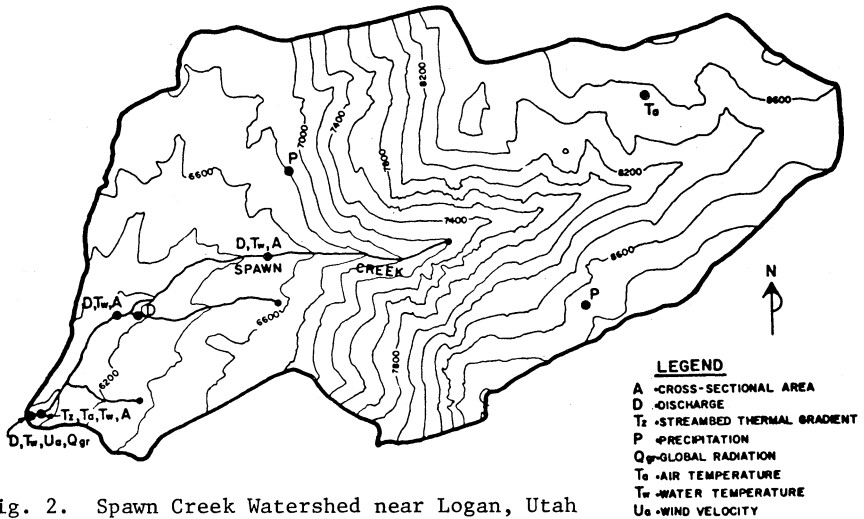 8200
8600
7000
7400
Ta
7800
P
8200
6600
7400
D,Tw,A
8600
SPAWN CREEK
N
P
D,Tw,A
D
6600
7800
LEGEND
6200
A •CROSS-SECTIONAL AREA
D •DISCHARGE
Tz,Ta,Tw,A
Tz •STREAMBED THERMAL GRADIENT
D,Tw,Ua,Qgr
P •PRECIPITATION
Qgr•GLOBAL RADIATION
Ta •AIR TEMPERATURE
Tw •WATER TEMPERATURE
Ua •WIND VELOCITY
ig. 2. Spawn Creek Watershed near Logan, Utah